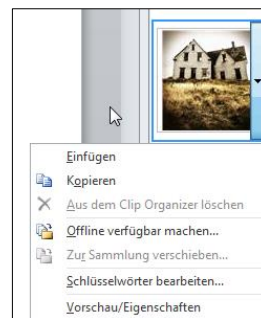 Einfügen
Kopieren
Aus dem Clip Organizer löschen
Offline verfügbar machen...
Zur Sammlung verschieben...
Schlüsselwörter bearbeiten...
Vorschau/Eigenschaften